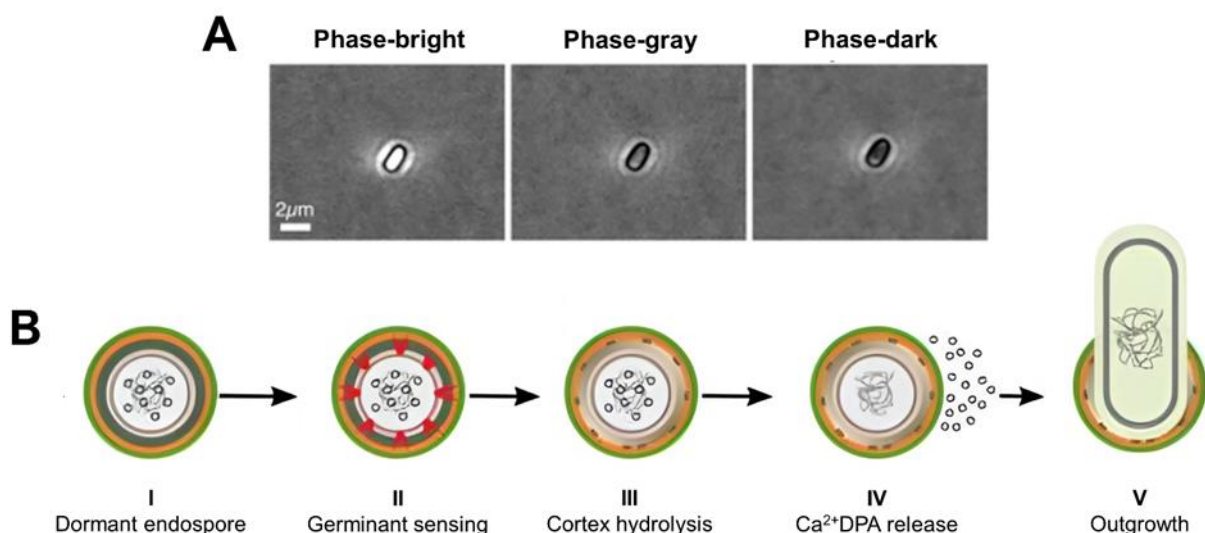 A
Phase-bright
Phase-gray
Phase-dark
2µm
B
I
Dormant endospore
II
Germinant sensing
III
Cortex hydrolysis
IV
Ca²⁺DPA release
V
Outgrowth